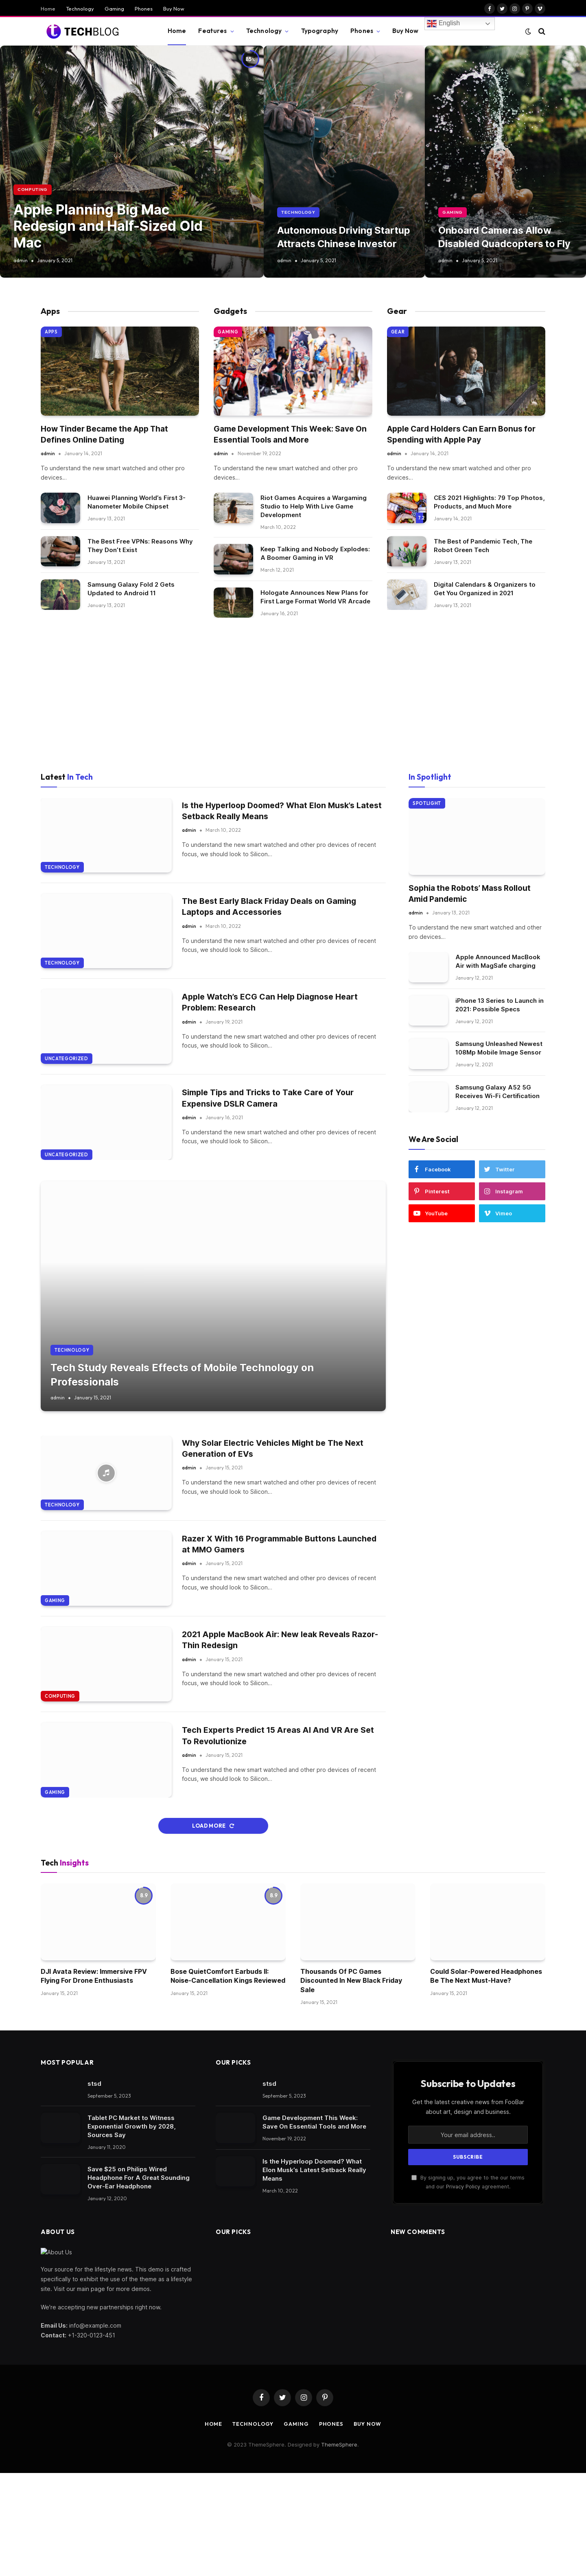 Home Technology Gaming Phones Buy Now
TECHBLOG
Home Features Technology Typography Phones Buy Now
English
COMPUTING
Apple Planning Big Mac
Redesign and Half-Sized Old
Mac
admin January 5, 2021
TECHNOLOGY
Autonomous Driving Startup
Attracts Chinese Investor
admin January 5, 2021
GAMING
Onboard Cameras Allow
Disabled Quadcopters to Fly
admin January 5, 2021
Apps
APPS
How Tinder Became the App That
Defines Online Dating
admin January 14, 2021
To understand the new smart watched and other pro
devices…
Huawei Planning World's First 3-
Nanometer Mobile Chipset
January 13, 2021
The Best Free VPNs: Reasons Why
They Don't Exist
January 13, 2021
Samsung Galaxy Fold 2 Gets
Updated to Android 11
January 13, 2021
Gadgets
GAMING
Game Development This Week: Save On
Essential Tools and More
admin November 19, 2022
To understand the new smart watched and other pro
devices…
Riot Games Acquires a Wargaming
Studio to Help With Live Game
Development
March 10, 2022
Keep Talking and Nobody Explodes:
A Boomer Gaming in VR
March 12, 2021
Hologate Announces New Plans for
First Large Format World VR Arcade
January 16, 2021
Gear
GEAR
Apple Card Holders Can Earn Bonus for
Spending with Apple Pay
admin January 14, 2021
To understand the new smart watched and other pro
devices…
CES 2021 Highlights: 79 Top Photos,
Products, and Much More
January 14, 2021
The Best of Pandemic Tech, The
Robot Green Tech
January 13, 2021
Digital Calendars & Organizers to
Get You Organized in 2021
January 13, 2021
Latest In Tech
TECHNOLOGY
Is the Hyperloop Doomed? What Elon Musk's Latest
Setback Really Means
admin March 10, 2022
To understand the new smart watched and other pro devices of recent
focus, we should look to Silicon…
TECHNOLOGY
The Best Early Black Friday Deals on Gaming
Laptops and Accessories
admin March 10, 2022
To understand the new smart watched and other pro devices of recent
focus, we should look to Silicon…
UNCATEGORIZED
Apple Watch's ECG Can Help Diagnose Heart
Problem: Research
admin January 19, 2021
To understand the new smart watched and other pro devices of recent
focus, we should look to Silicon…
UNCATEGORIZED
Simple Tips and Tricks to Take Care of Your
Expensive DSLR Camera
admin January 16, 2021
To understand the new smart watched and other pro devices of recent
focus, we should look to Silicon…
TECHNOLOGY
Tech Study Reveals Effects of Mobile Technology on
Professionals
admin January 15, 2021
TECHNOLOGY
Why Solar Electric Vehicles Might be The Next
Generation of EVs
admin January 15, 2021
To understand the new smart watched and other pro devices of recent
focus, we should look to Silicon…
GAMING
Razer X With 16 Programmable Buttons Launched
at MMO Gamers
admin January 15, 2021
To understand the new smart watched and other pro devices of recent
focus, we should look to Silicon…
COMPUTING
2021 Apple MacBook Air: New leak Reveals Razor-
Thin Redesign
admin January 15, 2021
To understand the new smart watched and other pro devices of recent
focus, we should look to Silicon…
GAMING
Tech Experts Predict 15 Areas AI And VR Are Set
To Revolutionize
admin January 15, 2021
To understand the new smart watched and other pro devices of recent
focus, we should look to Silicon…
LOAD MORE
In Spotlight
SPOTLIGHT
Sophia the Robots' Mass Rollout
Amid Pandemic
admin January 13, 2021
To understand the new smart watched and other
pro devices…
Apple Announced MacBook
Air with MagSafe charging
January 12, 2021
iPhone 13 Series to Launch in
2021: Possible Specs
January 12, 2021
Samsung Unleashed Newest
108Mp Mobile Image Sensor
January 12, 2021
Samsung Galaxy A52 5G
Receives Wi-Fi Certification
January 12, 2021
We Are Social
Facebook Twitter
Pinterest Instagram
YouTube Vimeo
Tech Insights
8.9
DJI Avata Review: Immersive FPV
Flying For Drone Enthusiasts
January 15, 2021
8.9
Bose QuietComfort Earbuds II:
Noise-Cancellation Kings Reviewed
January 15, 2021
Thousands Of PC Games
Discounted In New Black Friday
Sale
January 15, 2021
Could Solar-Powered Headphones
Be The Next Must-Have?
January 15, 2021
MOST POPULAR
stsd
September 5, 2023
Tablet PC Market to Witness
Exponential Growth by 2028,
Sources Say
January 11, 2020
Save $25 on Philips Wired
Headphone For A Great Sounding
Over-Ear Headphone
January 12, 2020
OUR PICKS
stsd
September 5, 2023
Game Development This Week:
Save On Essential Tools and More
November 19, 2022
Is the Hyperloop Doomed? What
Elon Musk's Latest Setback Really
Means
March 10, 2022
Subscribe to Updates
Get the latest creative news from FooBar
about art, design and business.
Your email address..
SUBSCRIBE
By signing up, you agree to the our terms
and our Privacy Policy agreement.
ABOUT US
About Us
Your source for the lifestyle news. This demo is crafted
specifically to exhibit the use of the theme as a lifestyle
site. Visit our main page for more demos.
We're accepting new partnerships right now.
Email Us: info@example.com
Contact: +1-320-0123-451
OUR PICKS
NEW COMMENTS
HOME TECHNOLOGY GAMING PHONES BUY NOW
© 2023 ThemeSphere. Designed by ThemeSphere.